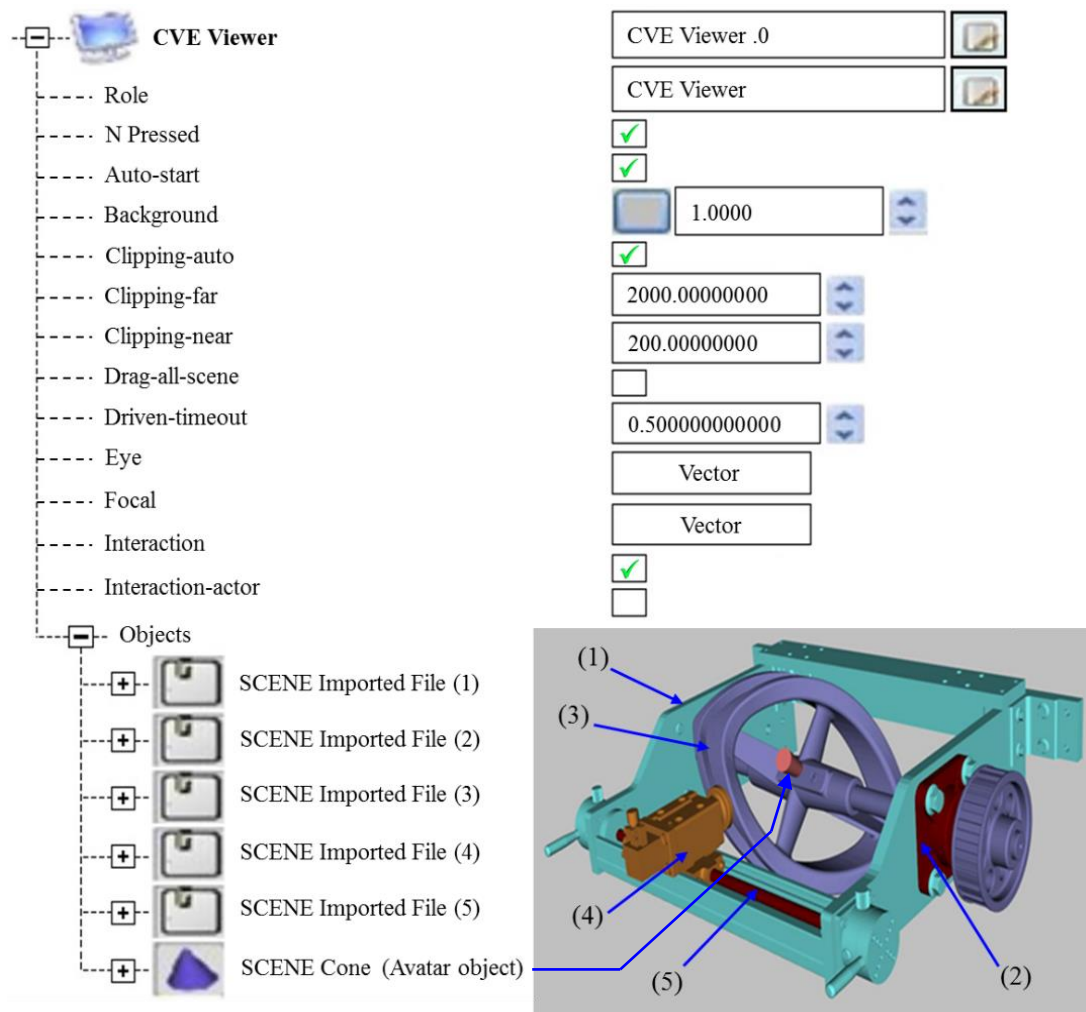 CVE Viewer
CVE Viewer .0
Role
CVE Viewer
N Pressed
Auto-start
Background
1.0000
Clipping-auto
Clipping-far
2000.00000000
Clipping-near
200.00000000
Drag-all-scene
Driven-timeout
0.500000000000
Eye
Vector
Focal
Vector
Interaction
Interaction-actor
Objects
SCENE Imported File (1)
SCENE Imported File (2)
SCENE Imported File (3)
SCENE Imported File (4)
SCENE Imported File (5)
SCENE Cone (Avatar object)
(1)
(3)
(4)
(5)
(2)